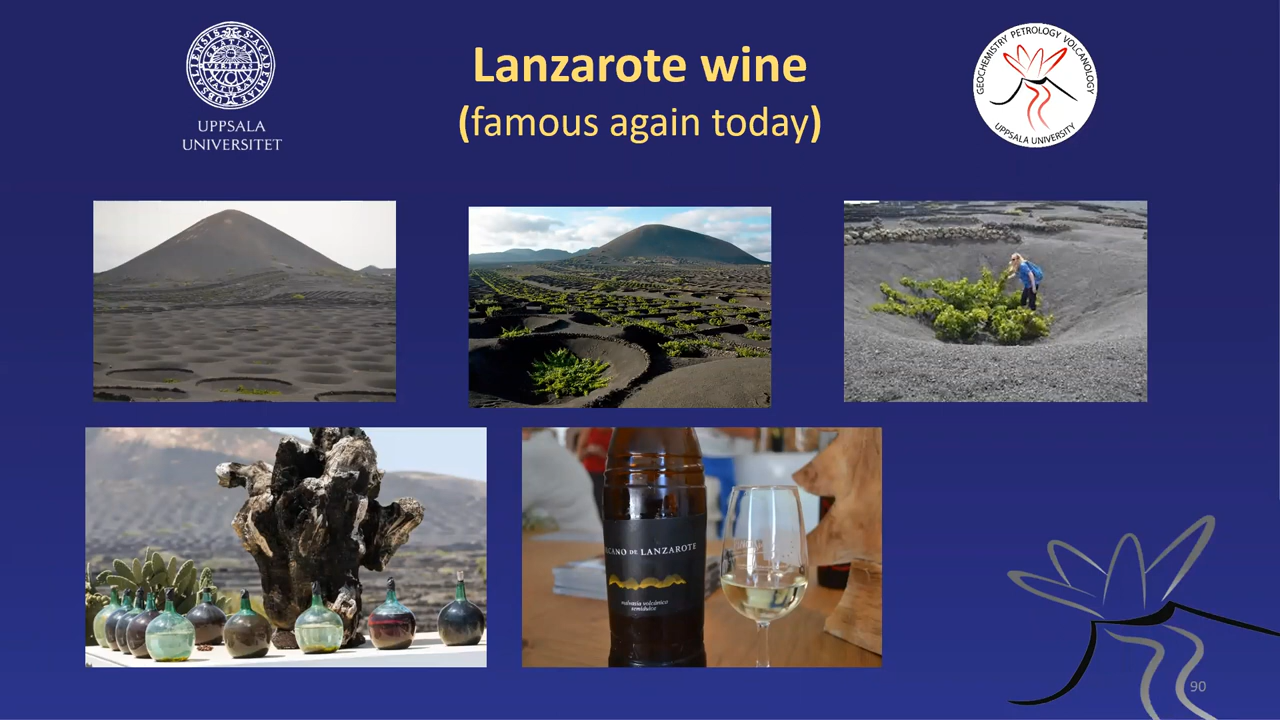 UPPSALA
UNIVERSITET
Lanzarote wine
(famous again today)
GEOCHEMISTRY PETROLOGY VOLCANOLOGY
UPPSALA UNIVERSITY
CANO DE LANZAROTE
malvasía volcánica
semidulce
90